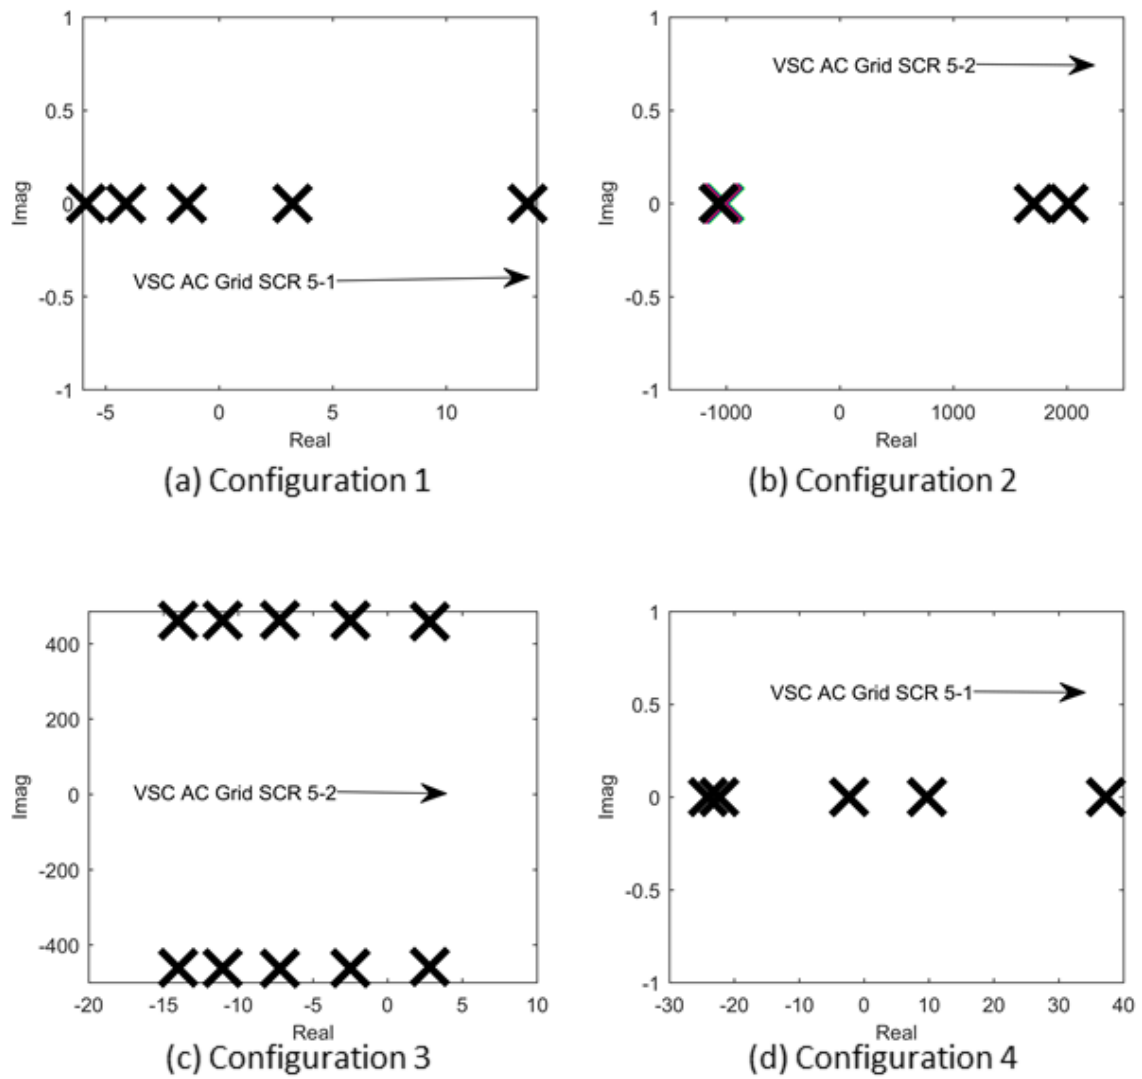 1
0.5
0
-0.5
-1
Imag
VSC AC Grid SCR 5-1
-5 0 5 10
Real
(a) Configuration 1
1
0.5
0
-0.5
-1
Imag
VSC AC Grid SCR 5-2
-1000 0 1000 2000
Real
(b) Configuration 2
400
200
0
-200
-400
Imag
VSC AC Grid SCR 5-2
-20 -15 -10 -5 0 5 10
Real
(c) Configuration 3
1
0.5
0
-0.5
-1
Imag
VSC AC Grid SCR 5-1
-30 -20 -10 0 10 20 30 40
Real
(d) Configuration 4